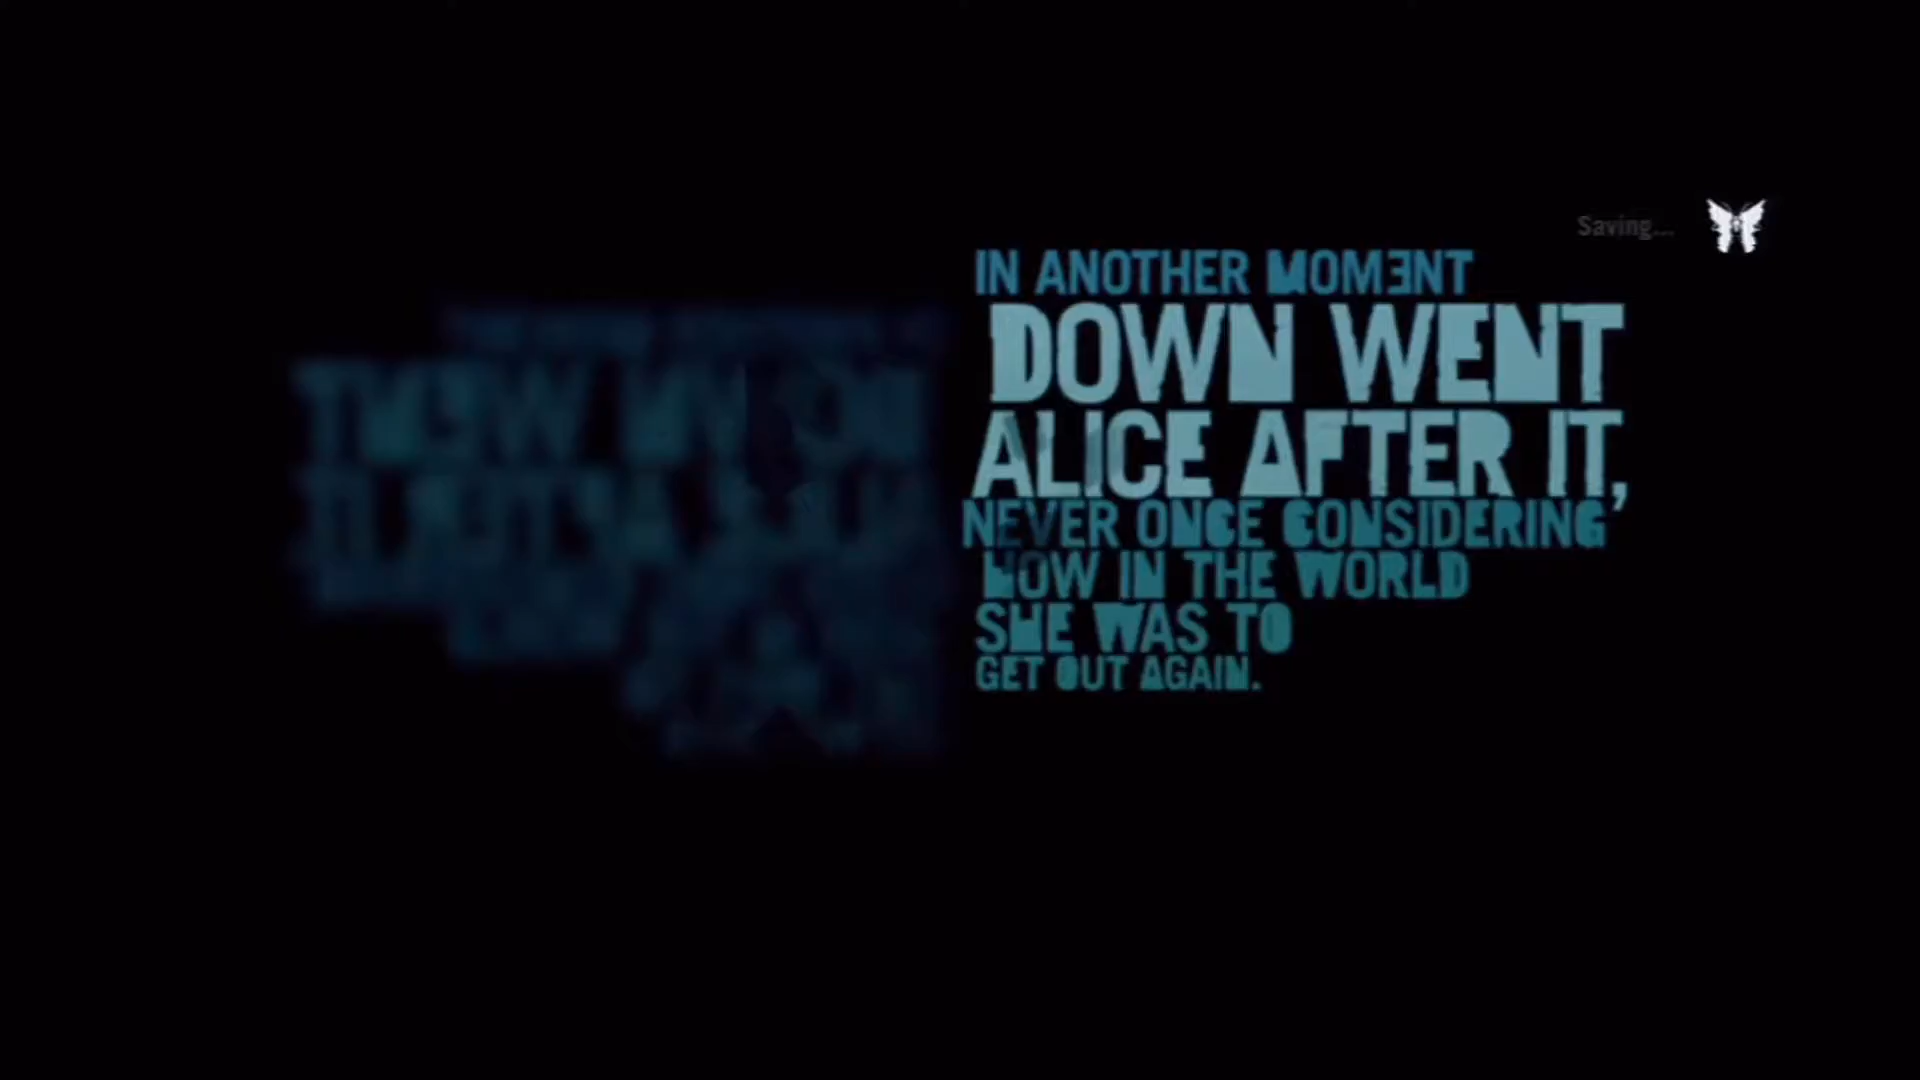 Saving...
IN ANOTHER MOMENT
DOWN WENT
ALICE AFTER IT,
NEVER ONCE CONSIDERING
HOW IN THE WORLD
SHE WAS TO
GET OUT AGAIN.